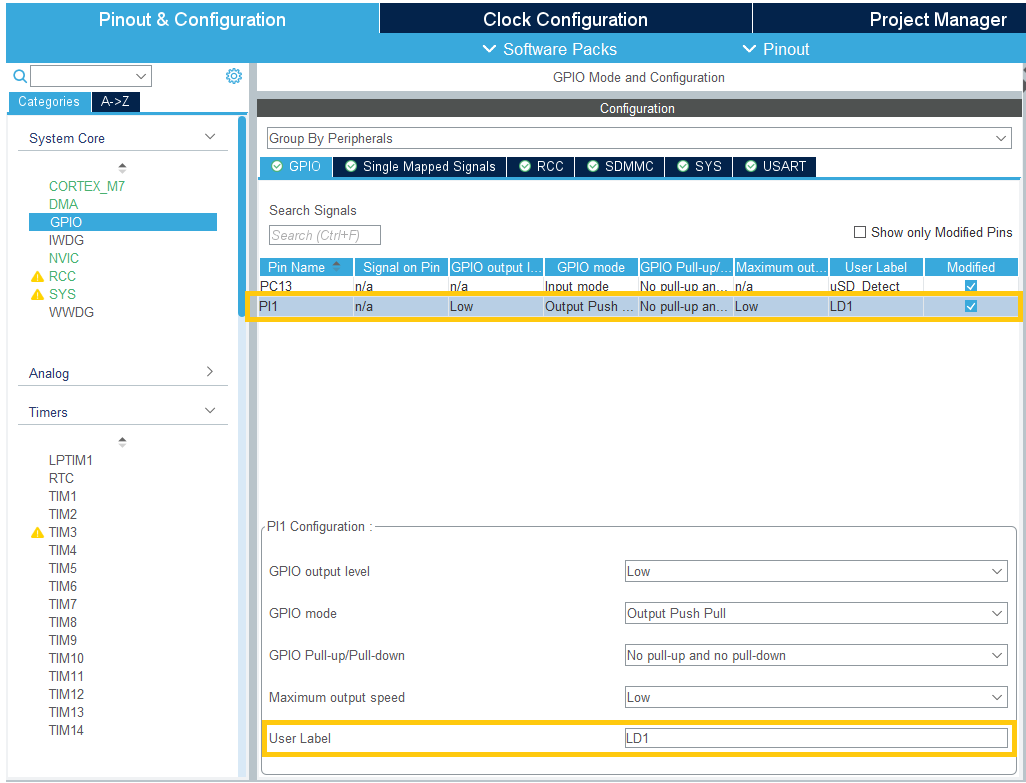 Pinout & Configuration
Clock Configuration
Project Manager
Software Packs
Pinout
GPIO Mode and Configuration
Categories
A->Z
System Core
CORTEX_M7
DMA
GPIO
IWDG
NVIC
RCC
SYS
WWDG
Analog
Timers
LPTIM1
RTC
TIM1
TIM2
TIM3
TIM4
TIM5
TIM6
TIM7
TIM8
TIM9
TIM10
TIM11
TIM12
TIM13
TIM14
Configuration
Group By Peripherals
GPIO Single Mapped Signals RCC SDMMC SYS USART
Search Signals
Search (Ctrl+F)
Show only Modified Pins
Pin Name Signal on Pin GPIO output l... GPIO mode GPIO Pull-up/... Maximum out... User Label Modified
PC13 n/a n/a Input mode No pull-up an... n/a uSD_Detect
PI1 n/a Low Output Push ... No pull-up an... Low LD1
PI1 Configuration :
GPIO output level Low
GPIO mode Output Push Pull
GPIO Pull-up/Pull-down No pull-up and no pull-down
Maximum output speed Low
User Label LD1